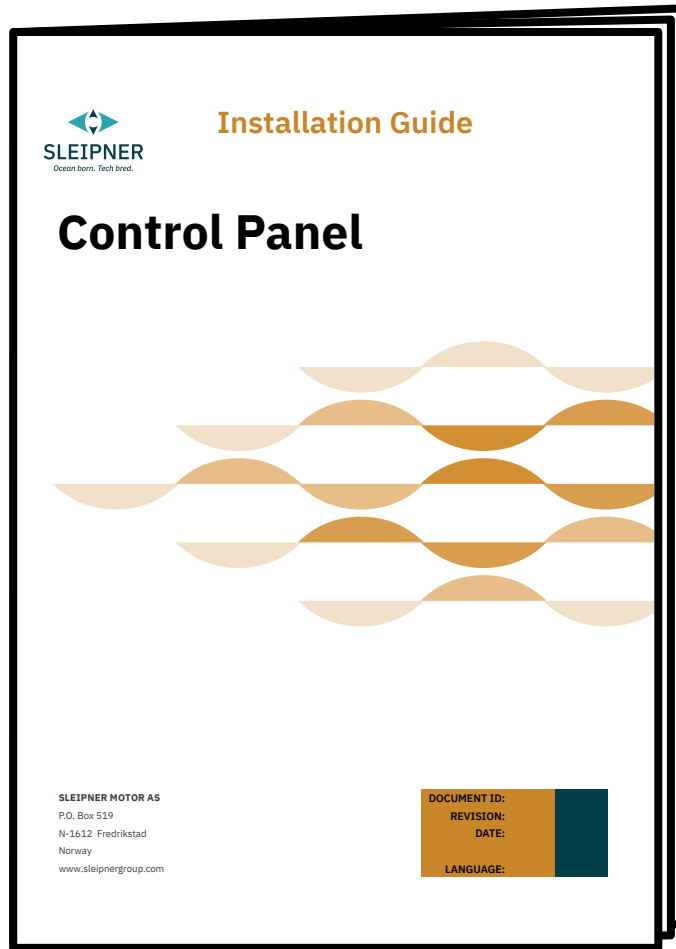 Installation Guide
SLEIPNER
Ocean born. Tech bred.
Control Panel
SLEIPNER MOTOR AS
P.O. Box 519
N-1612 Fredrikstad
Norway
www.sleipnergroup.com
DOCUMENT ID:
REVISION:
DATE:
LANGUAGE: